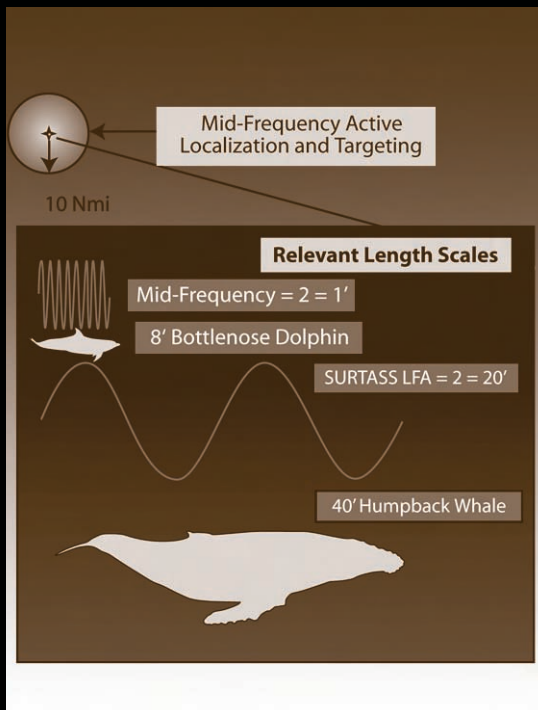 Mid-Frequency Active
Localization and Targeting
10 Nmi
Relevant Length Scales
Mid-Frequency = 2 = 1’
8’ Bottlenose Dolphin
SURTASS LFA = 2 = 20’
40’ Humpback Whale